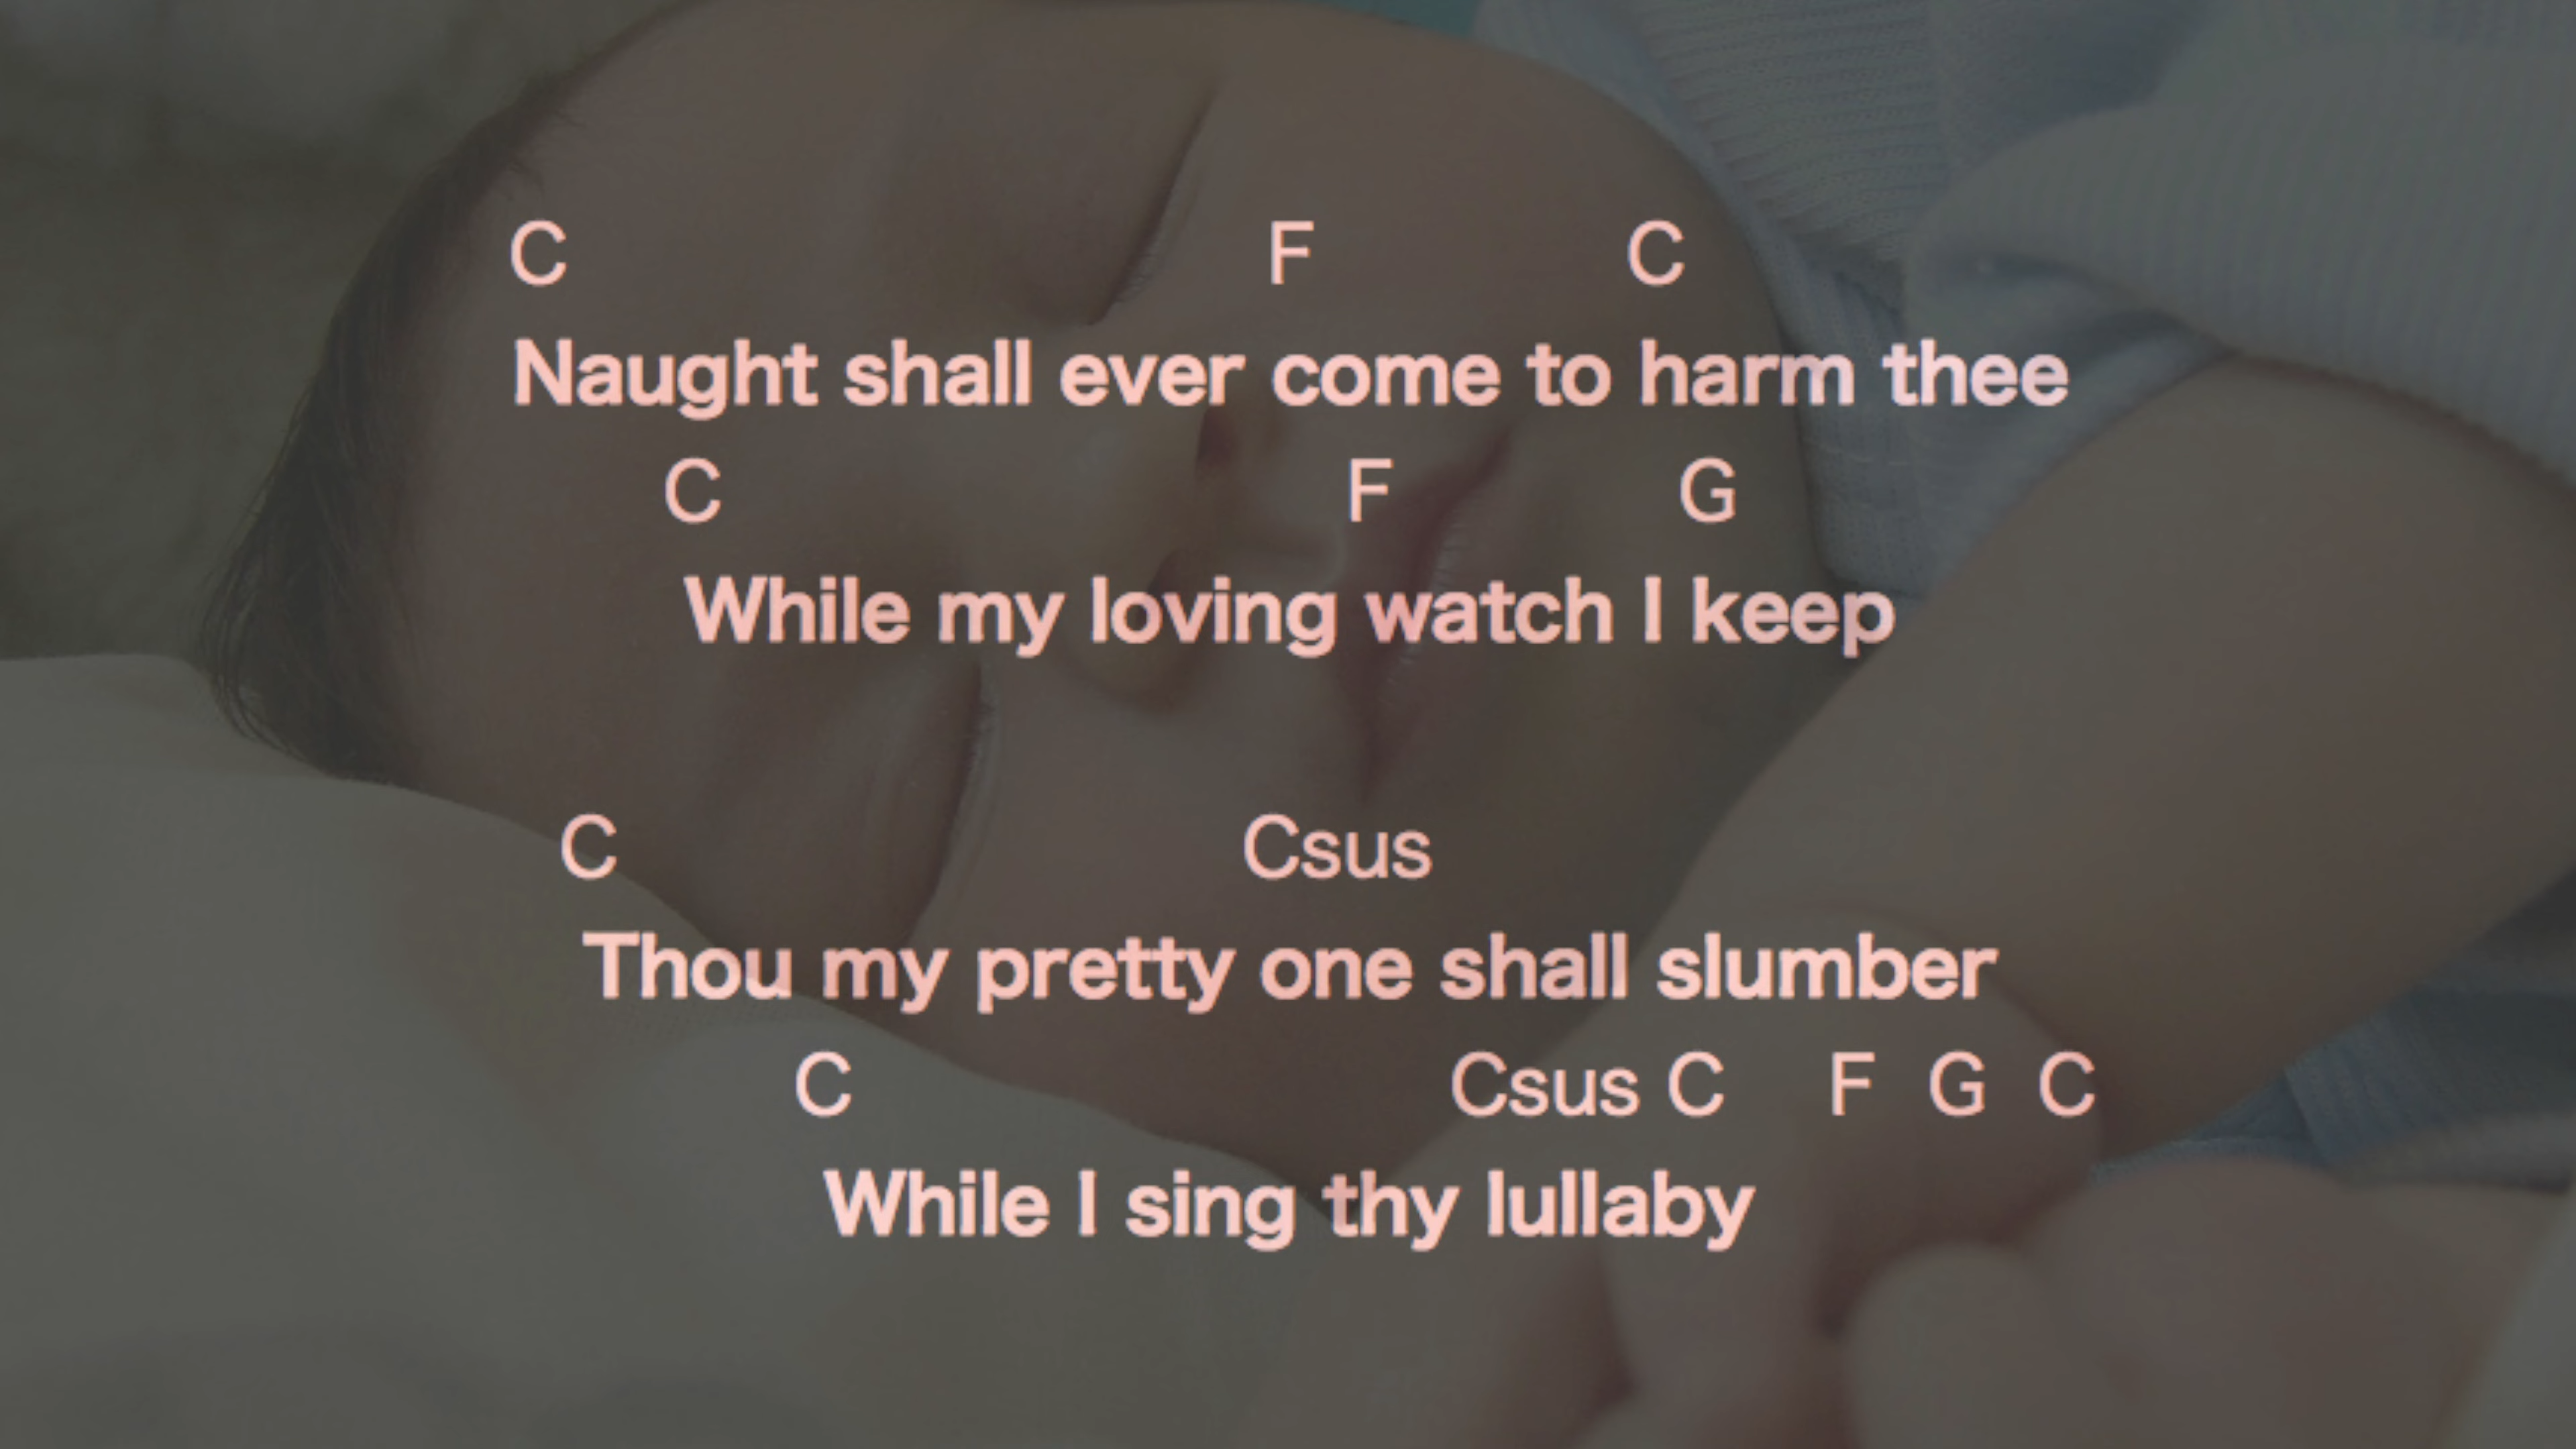 C F C
Naught shall ever come to harm thee
C F G
While my loving watch I keep
C Csus
Thou my pretty one shall slumber
C Csus C F G C
While I sing thy lullaby